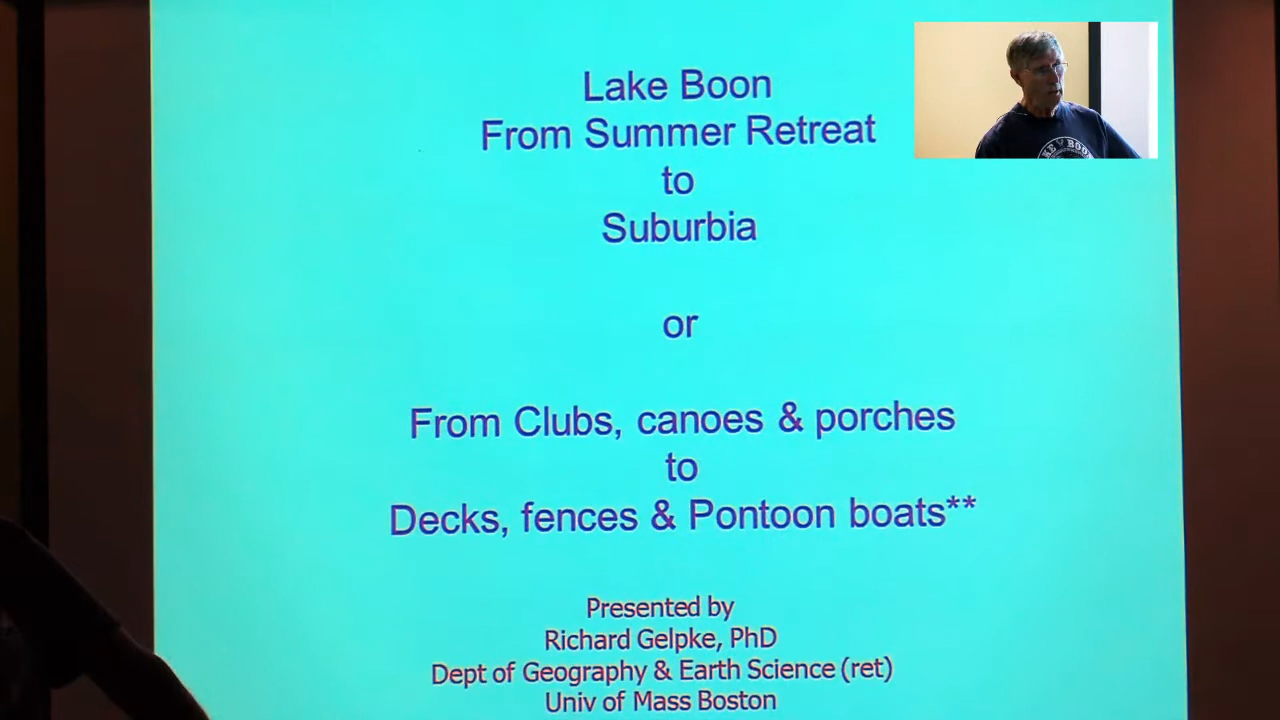 Lake Boon
From Summer Retreat
to
Suburbia
or
From Clubs, canoes & porches
to
Decks, fences & Pontoon boats**
Presented by
Richard Gelpke, PhD
Dept of Geography & Earth Science (ret)
Univ of Mass Boston